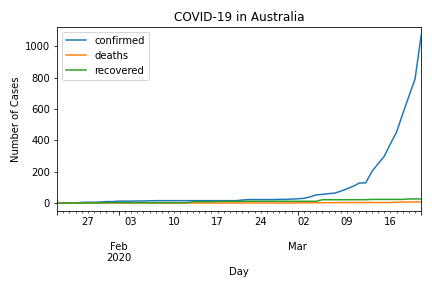 COVID-19 in Australia
confirmed
deaths
recovered
Number of Cases
1000
800
600
400
200
0
27 03 10 17 24 02 09 16
Feb Mar
2020
Day